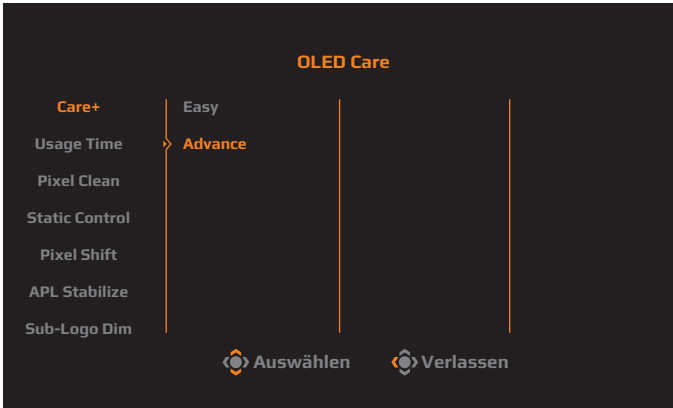 OLED Care
Care+
Easy
Usage Time
Advance
Pixel Clean
Static Control
Pixel Shift
APL Stabilize
Sub-Logo Dim
Auswählen
Verlassen